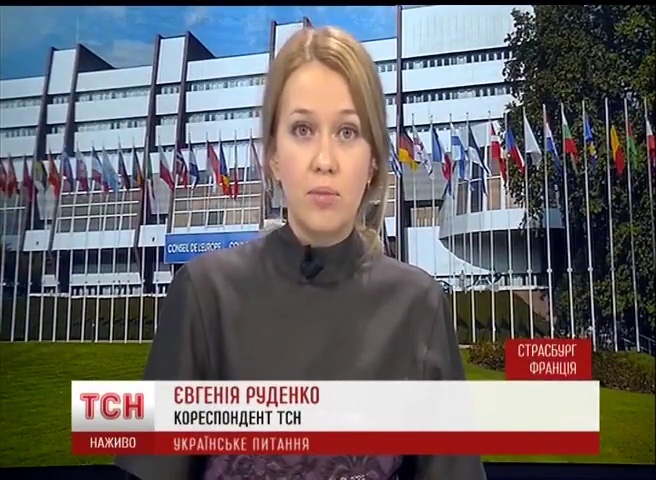 CONSEIL DE L'EUROPE
СТРАСБУРГ
ФРАНЦІЯ
ТСН
ЄВГЕНІЯ РУДЕНКО
КОРЕСПОНДЕНТ ТСН
НАЖИВО
УКРАЇНСЬКЕ ПИТАННЯ